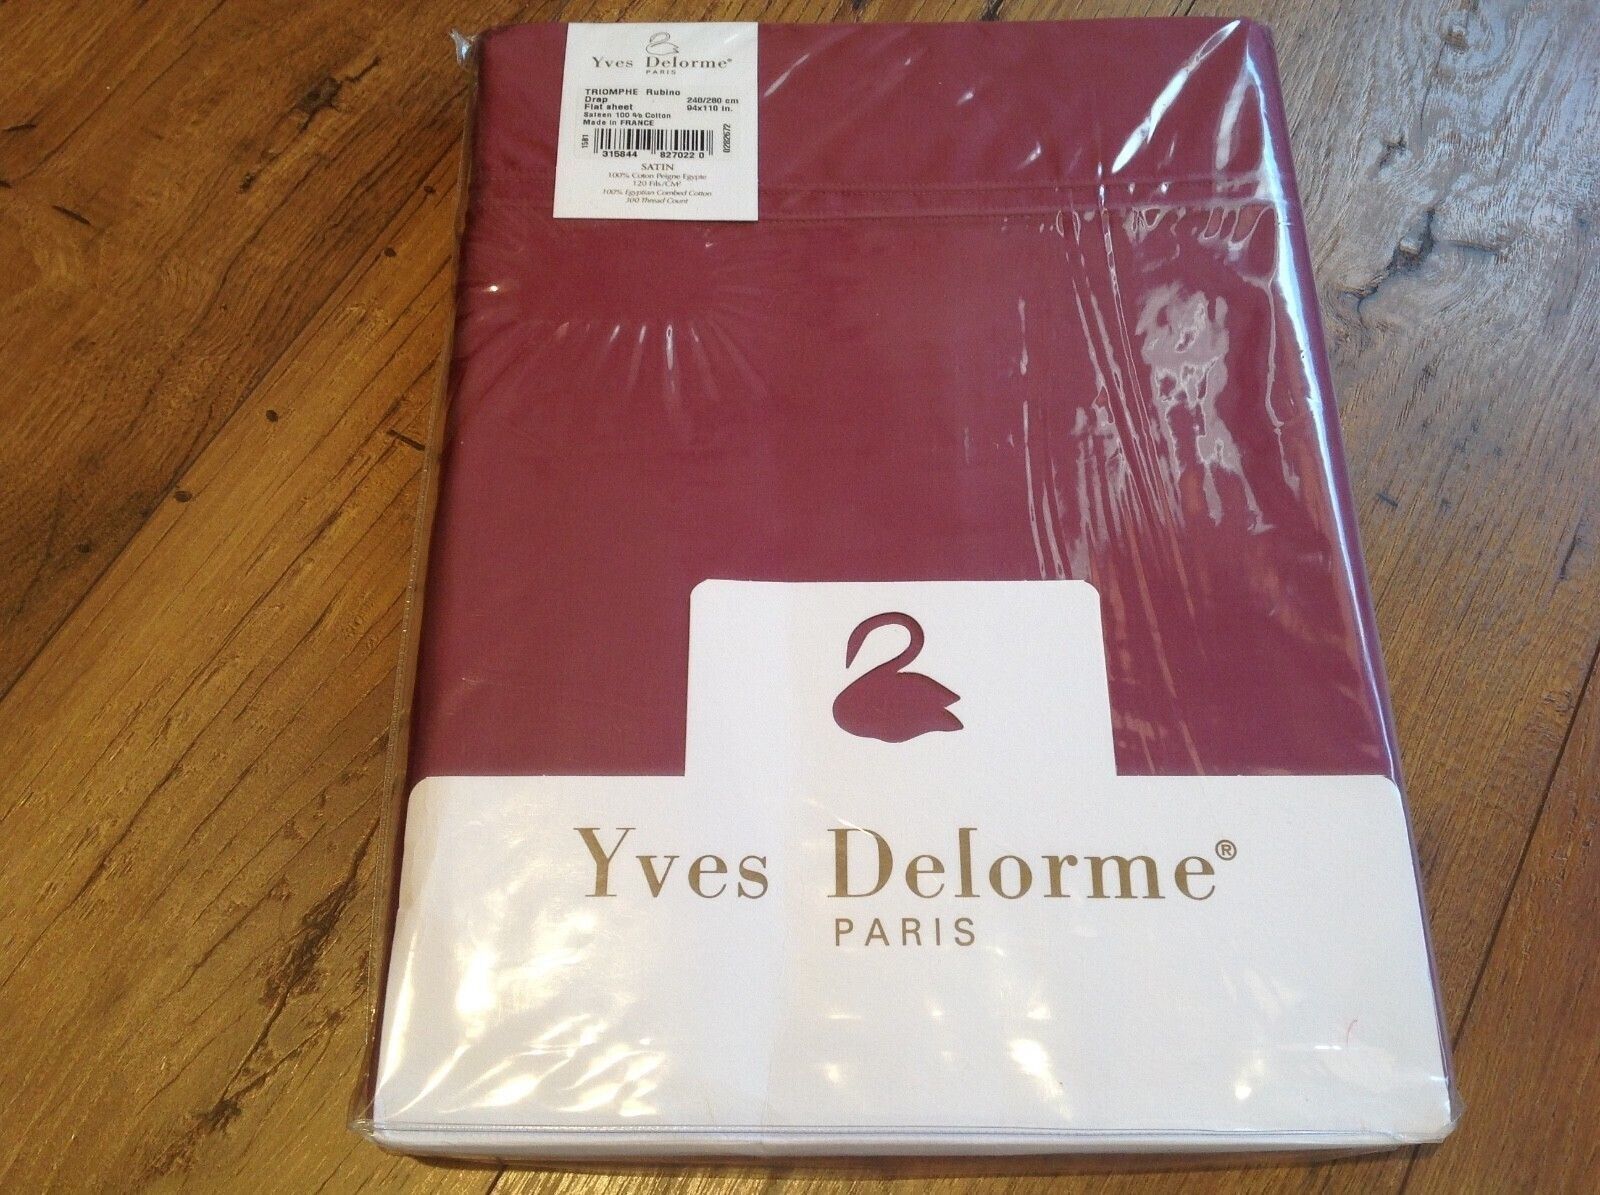 Yves Delorme®
PARIS
TRIOMPHE Rubino
Drap 240/280 cm
Flat sheet 94x110 in.
Sateen 100 % Cotton
Made in FRANCE
1581
315844 827022 0
0282672
SATIN
100% Coton Peigné Egypte
120 Fils/CM²
100% Egyptian Combed Cotton
300 Thread Count
Yves Delorme®
PARIS